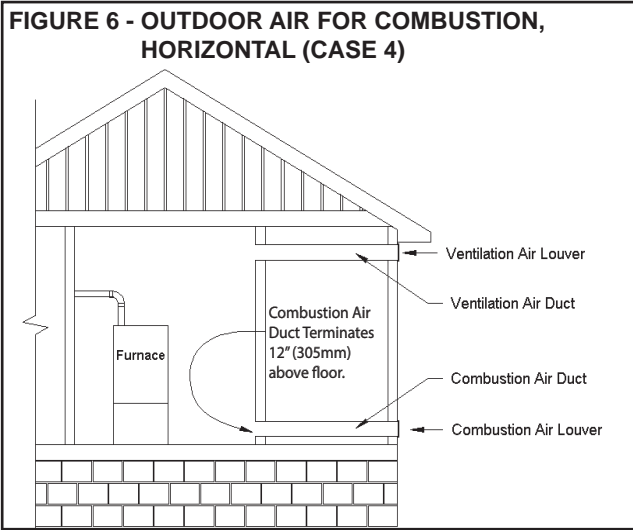 FIGURE 6 - OUTDOOR AIR FOR COMBUSTION,
HORIZONTAL (CASE 4)
Ventilation Air Louver
Ventilation Air Duct
Combustion Air
Duct Terminates
12” (305mm)
above floor.
Furnace
Combustion Air Duct
Combustion Air Louver